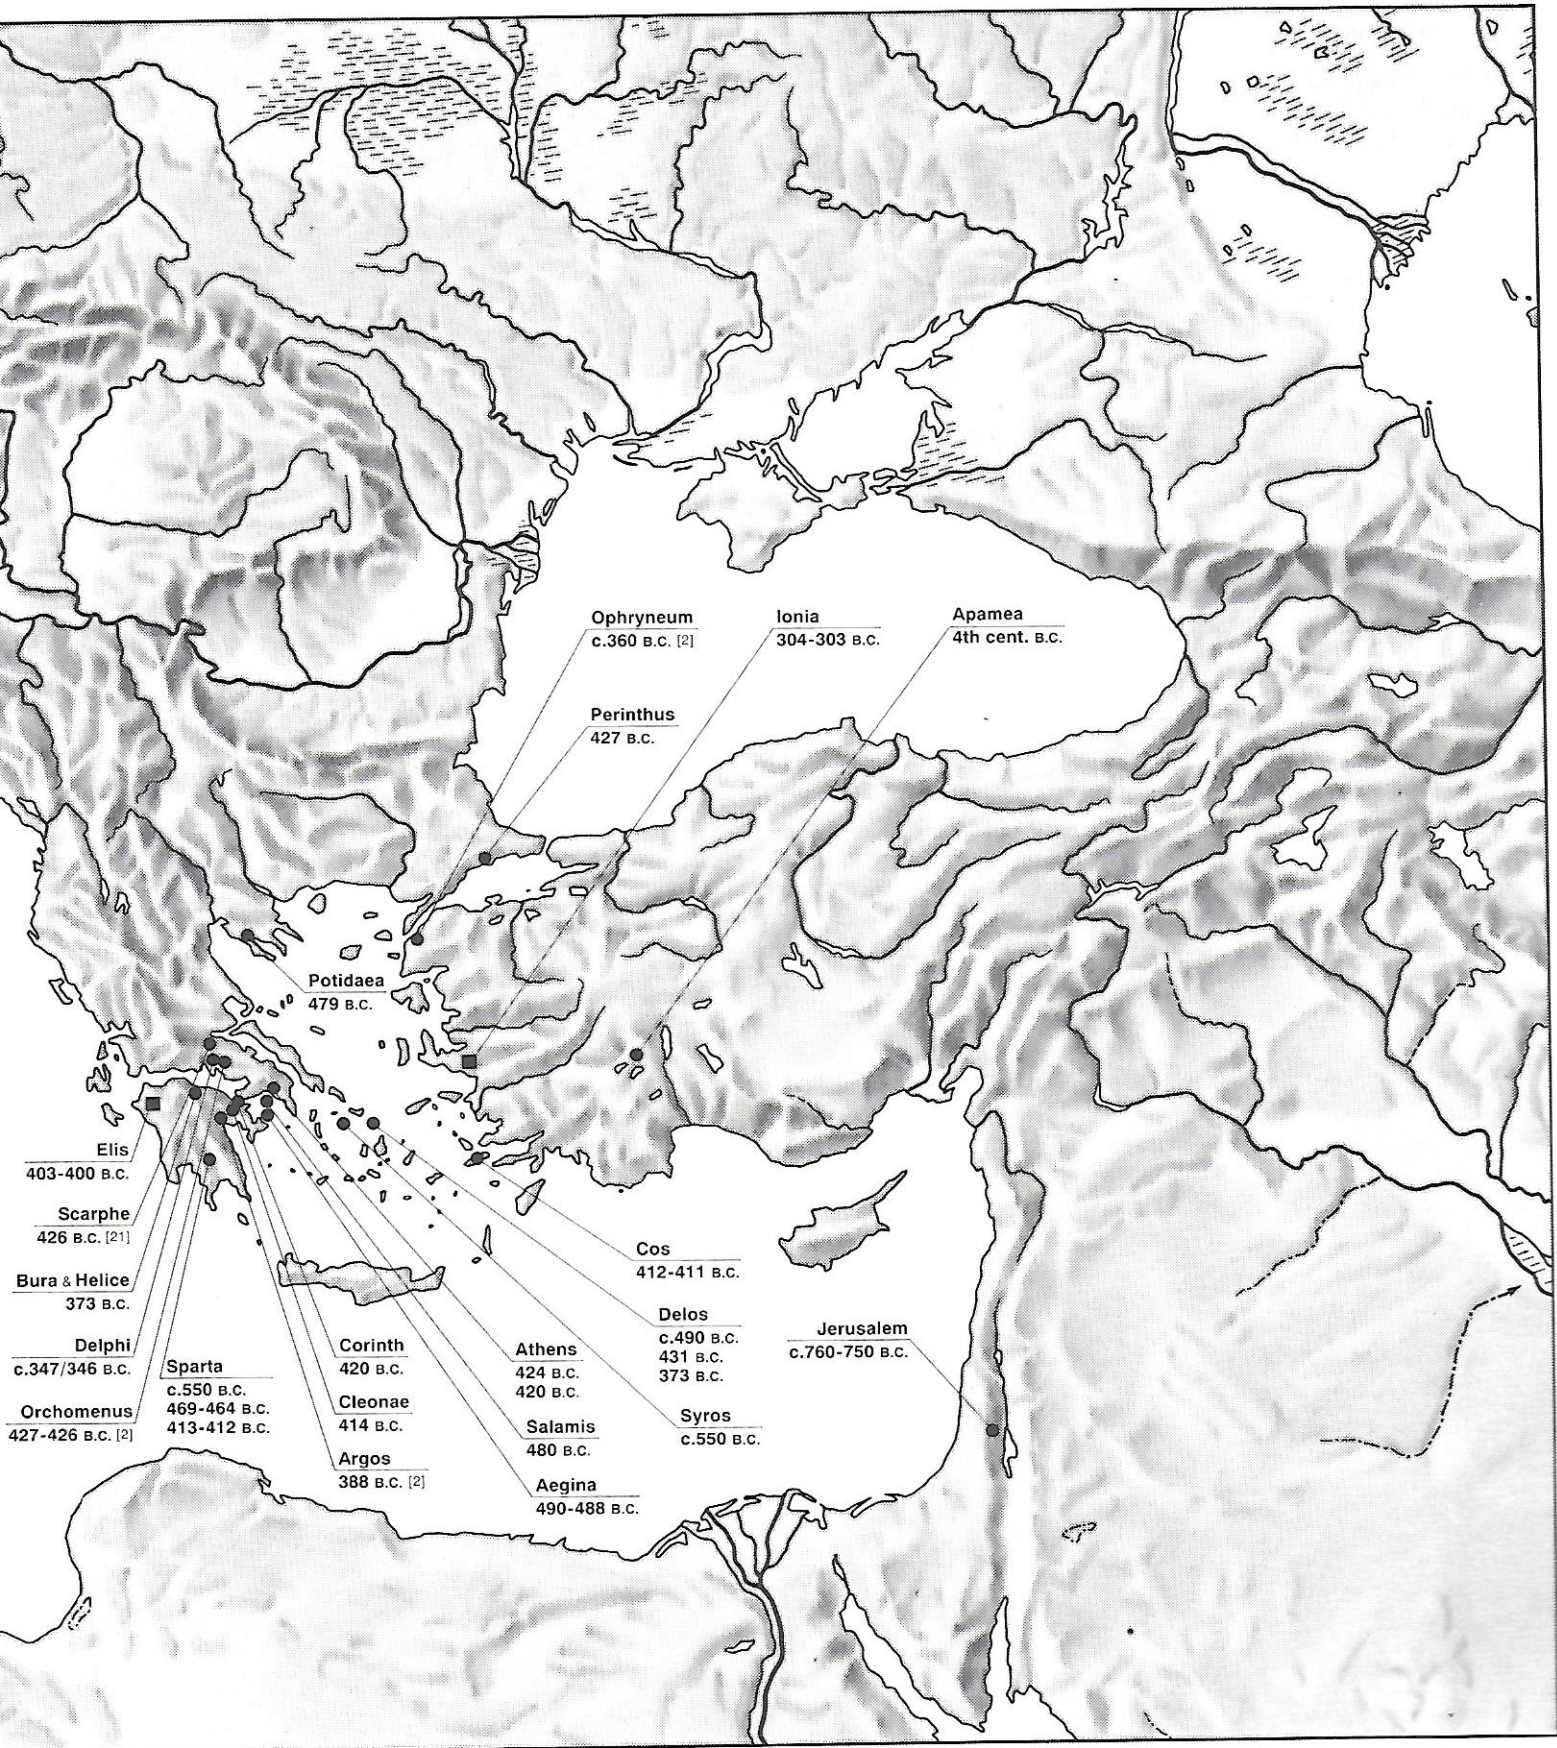 Ophryneum
c.360 B.C. [2]
Ionia
304-303 B.C.
Apamea
4th cent. B.C.
Perinthus
427 B.C.
Potidaea
479 B.C.
Elis
403-400 B.C.
Scarphe
426 B.C. [21]
Bura & Helice
373 B.C.
Delphi
c.347/346 B.C.
Orchomenus
427-426 B.C. [2]
Sparta
c.550 B.C.
469-464 B.C.
413-412 B.C.
Corinth
420 B.C.
Cleonae
414 B.C.
Argos
388 B.C. [2]
Athens
424 B.C.
420 B.C.
Salamis
480 B.C.
Aegina
490-488 B.C.
Cos
412-411 B.C.
Delos
c.490 B.C.
431 B.C.
373 B.C.
Syros
c.550 B.C.
Jerusalem
c.760-750 B.C.